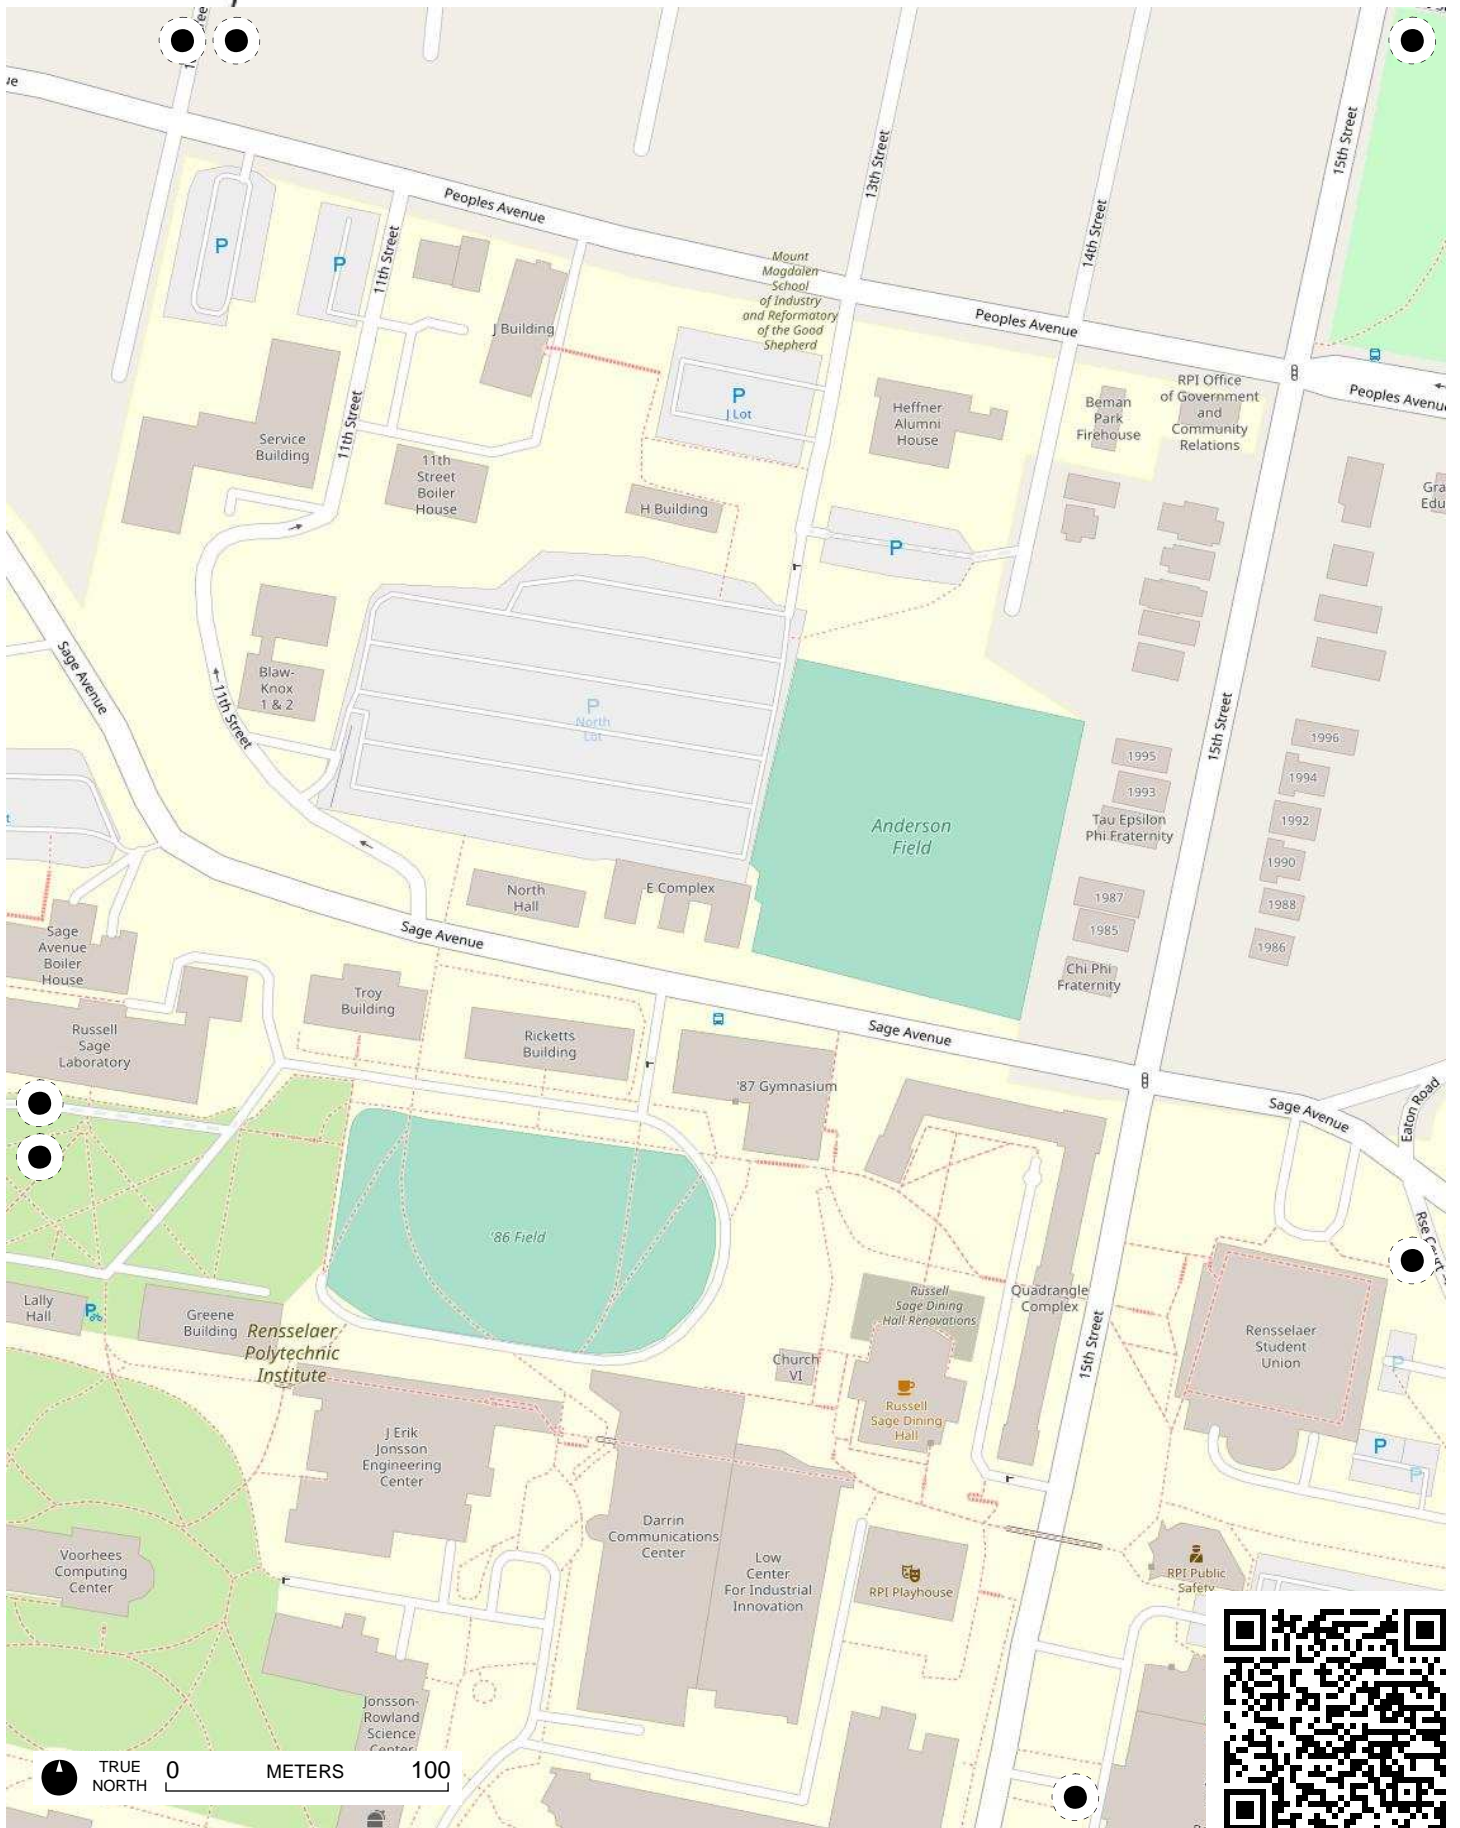 Peoples Avenue
13th Street
14th Street
15th Street
11th Street
P
P
J Building
Mount
Magdalen
School
of Industry
and Reformatory
of the Good
Shepherd
Peoples Avenue
Peoples Avenue
P
J Lot
Heffner
Alumni
House
Beman
Park
Firehouse
RPI Office
of Government
and
Community
Relations
11th Street
Service
Building
11th
Street
Boiler
House
H Building
P
Sage Avenue
Blaw-
Knox
1 & 2
11th Street
P
North
Lot
15th Street
1996
1995
1994
1993
1992
Tau Epsilon
Phi Fraternity
Anderson
Field
1990
1987
1988
1985
1986
North
Hall
E Complex
Sage Avenue
Chi Phi
Fraternity
Sage
Avenue
Boiler
House
Troy
Building
Russell
Sage
Laboratory
Ricketts
Building
Sage Avenue
'87 Gymnasium
Sage Avenue
Eaton Road
'86 Field
Lally
Hall
P
Greene
Building
Rensselaer
Polytechnic
Institute
Russell
Sage Dining
Hall Renovations
Quadrangle
Complex
15th Street
Rensselaer
Student
Union
P
Church
VI
Russell
Sage Dining
Hall
J Erik
Jonsson
Engineering
Center
P
P
Darrin
Communications
Center
Low
Center
For Industrial
Innovation
RPI Playhouse
RPI Public
Safety
Voorhees
Computing
Center
Jonsson-
Rowland
Science
Center
TRUE
NORTH
0 METERS 100